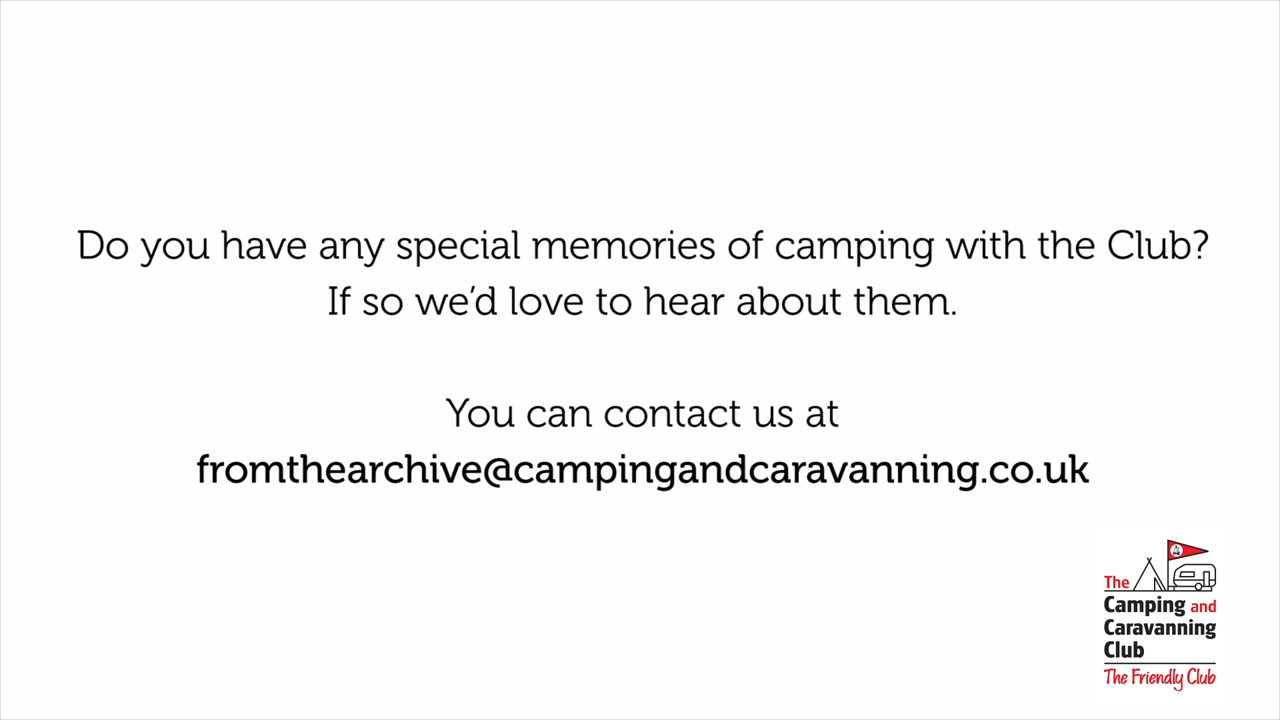 Do you have any special memories of camping with the Club?
If so we'd love to hear about them.
You can contact us at
fromthearchive@campingandcaravanning.co.uk
The
Camping and
Caravanning
Club
The Friendly Club